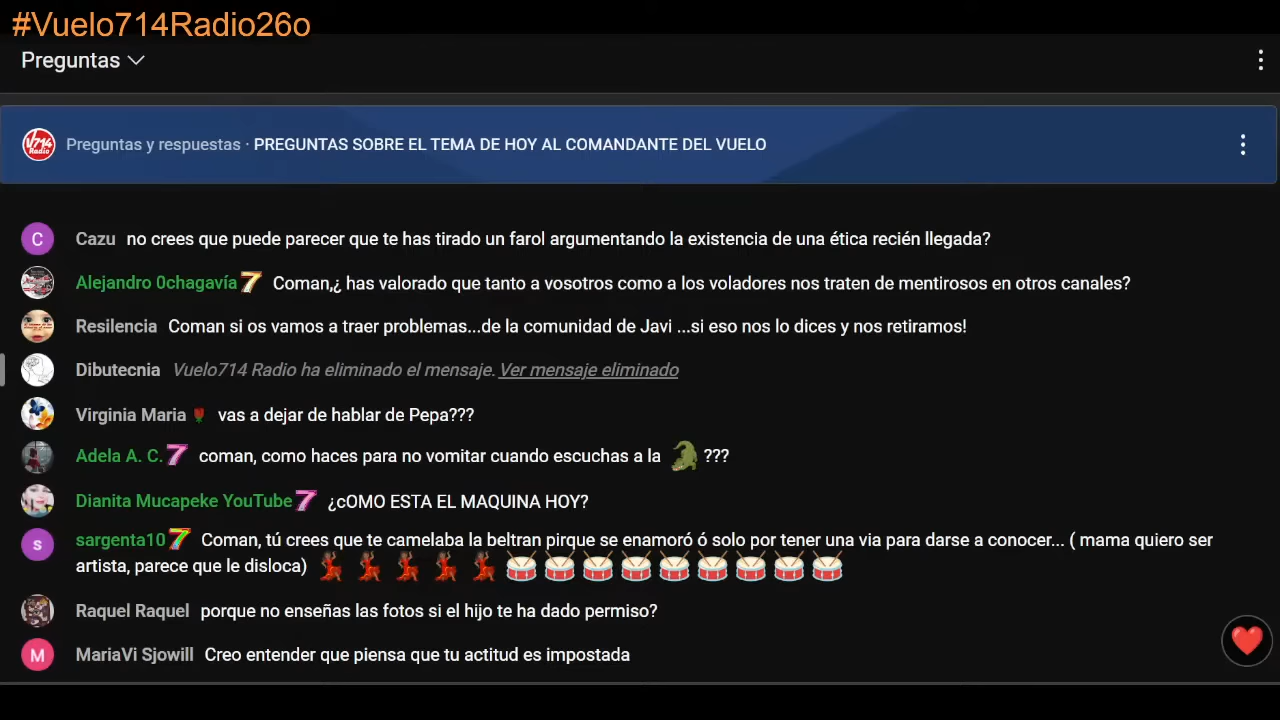 #Vuelo714Radio26o
Preguntas
V714 Radio
Preguntas y respuestas · PREGUNTAS SOBRE EL TEMA DE HOY AL COMANDANTE DEL VUELO
C Cazu no crees que puede parecer que te has tirado un farol argumentando la existencia de una ética recién llegada?
Alejandro 0chagavía 7 Coman,¿ has valorado que tanto a vosotros como a los voladores nos traten de mentirosos en otros canales?
Resilencia Coman si os vamos a traer problemas...de la comunidad de Javi ...si eso nos lo dices y nos retiramos!
Dibutecnia Vuelo714 Radio ha eliminado el mensaje. Ver mensaje eliminado
Virginia Maria🌹 vas a dejar de hablar de Pepa???
Adela A. C. 7 coman, como haces para no vomitar cuando escuchas a la 🐊 ???
Dianita Mucapeke YouTube 7 ¿cOMO ESTA EL MAQUINA HOY?
s sargenta10 7 Coman, tú crees que te camelaba la beltran pirque se enamoró ó solo por tener una via para darse a conocer... ( mama quiero ser
artista, parece que le disloca) 💃💃💃💃💃🥁🥁🥁🥁🥁🥁🥁🥁🥁
Raquel Raquel porque no enseñas las fotos si el hijo te ha dado permiso?
M MariaVi Sjowill Creo entender que piensa que tu actitud es impostada